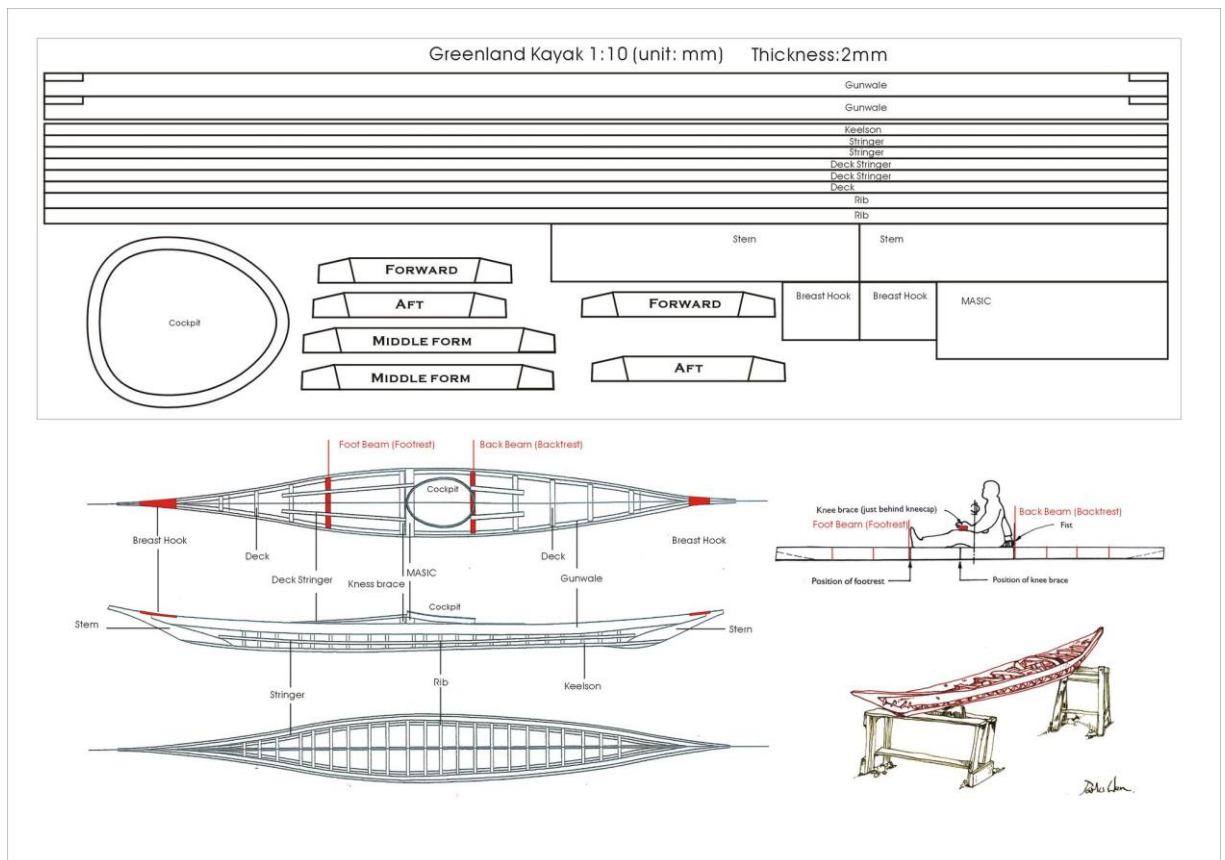 Greenland Kayak 1:10 (unit: mm) Thickness:2mm
Gunwale
Gunwale
Keelson
Stringer
Stringer
Deck Stringer
Deck Stringer
Deck
Rib
Rib
Stern Stem
Cockpit
FORWARD
AFT
MIDDLE FORM
MIDDLE FORM
FORWARD
AFT
Breast Hook Breast Hook MASIC
Foot Beam (Footrest) Back Beam (Backtrest)
Cockpit
Breast Hook Deck Deck Breast Hook
Deck Stringer Kness brace MASIC Gunwale
Cockpit
Stem Stern
Stringer Rib Keelson
Knee brace (just behind kneecap)
Foot Beam (Footrest) Back Beam (Backtrest)
Fist
Position of footrest Position of knee brace